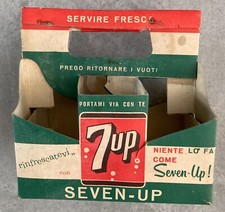 SERVIRE FRESCO
PREGO RITORNARE I VUOTI
PORTAMI VIA CON TE
7up
rinfrescatevi..
con
NIENTE LO FA
COME
Seven-Up!
SEVEN-UP